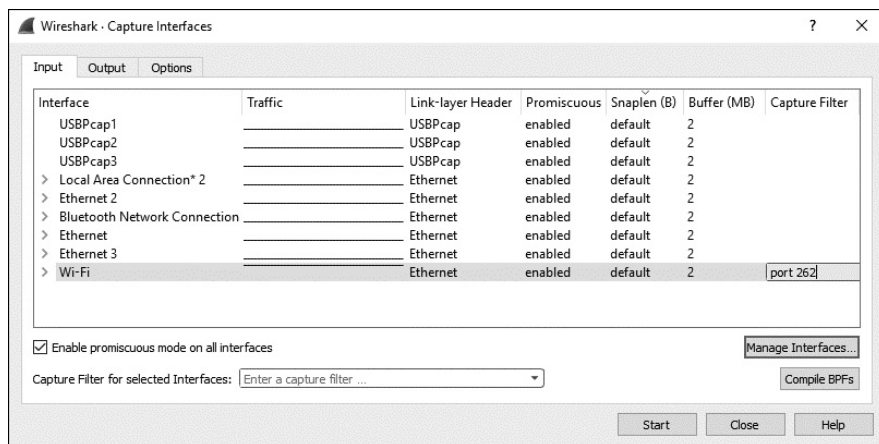 Wireshark · Capture Interfaces ? X
Input Output Options
Interface Traffic Link-layer Header Promiscuous Snaplen (B) Buffer (MB) Capture Filter
USBPcap1 USBPcap enabled default 2
USBPcap2 USBPcap enabled default 2
USBPcap3 USBPcap enabled default 2
> Local Area Connection* 2 Ethernet enabled default 2
> Ethernet 2 Ethernet enabled default 2
> Bluetooth Network Connection Ethernet enabled default 2
> Ethernet Ethernet enabled default 2
> Ethernet 3 Ethernet enabled default 2
> Wi-Fi Ethernet enabled default 2 port 262
Enable promiscuous mode on all interfaces Manage Interfaces...
Capture Filter for selected Interfaces: Enter a capture filter ... Compile BPFs
Start Close Help